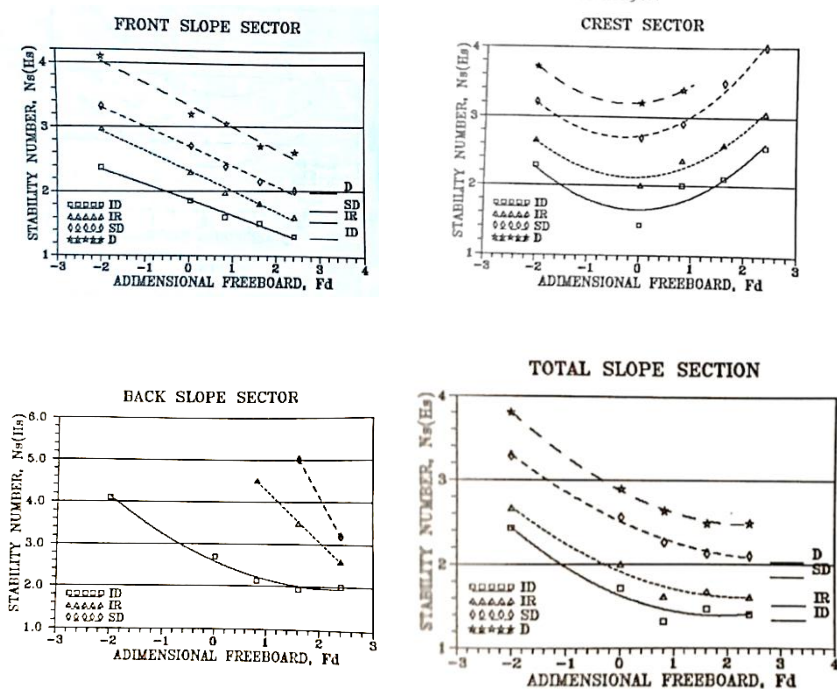 FRONT SLOPE SECTOR
STABILITY NUMBER, Ns(Hs)
4
3
2
1
D
SD
IR
ID
ID
IR
SD
D
-3 -2 -1 0 1 2 3 4
ADIMENSIONAL FREEBOARD, Fd
CREST SECTOR
STABILITY NUMBER, Ns(Hs)
4
3
2
1
ID
IR
SD
D
-3 -2 -1 0 1 2 3
ADIMENSIONAL FREEBOARD, Fd
BACK SLOPE SECTOR
STABILITY NUMBER, Ns(Hs)
6.0
5.0
4.0
3.0
2.0
1.0
ID
IR
SD
-3 -2 -1 0 1 2 3
ADIMENSIONAL FREEBOARD, Fd
TOTAL SLOPE SECTION
STABILITY NUMBER, Ns(Hs)
4
3
2
1
D
SD
IR
ID
ID
IR
SD
D
-3 -2 -1 0 1 2 3 4
ADIMENSIONAL FREEBOARD, Fd